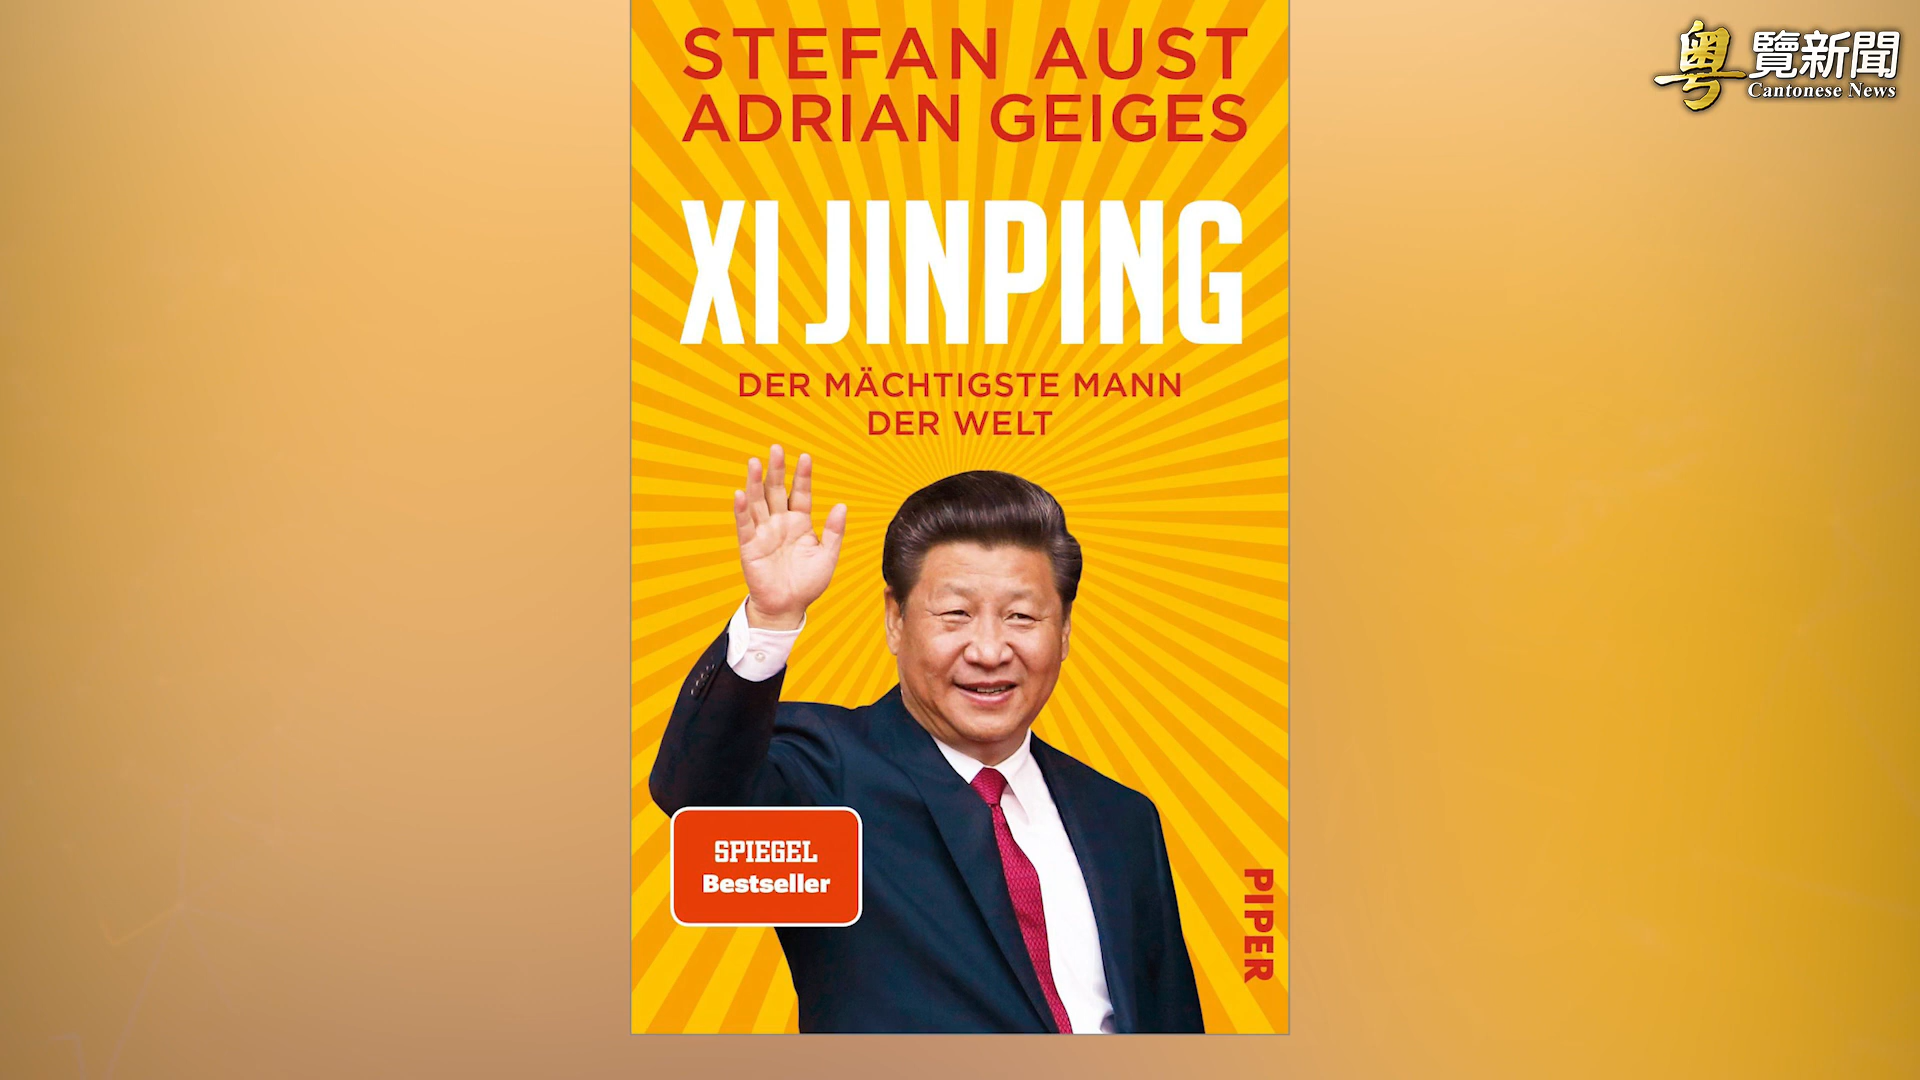 STEFAN AUST
ADRIAN GEIGES
XI JINPING
DER MÄCHTIGSTE MANN
DER WELT
SPIEGEL
Bestseller
PIPER
粵覽新聞
Cantonese News